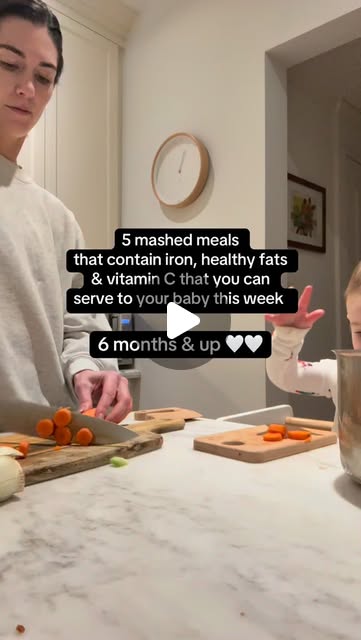 5 mashed meals
that contain iron, healthy fats
& vitamin C that you can
serve to your baby this week
6 months & up 🤍🤍